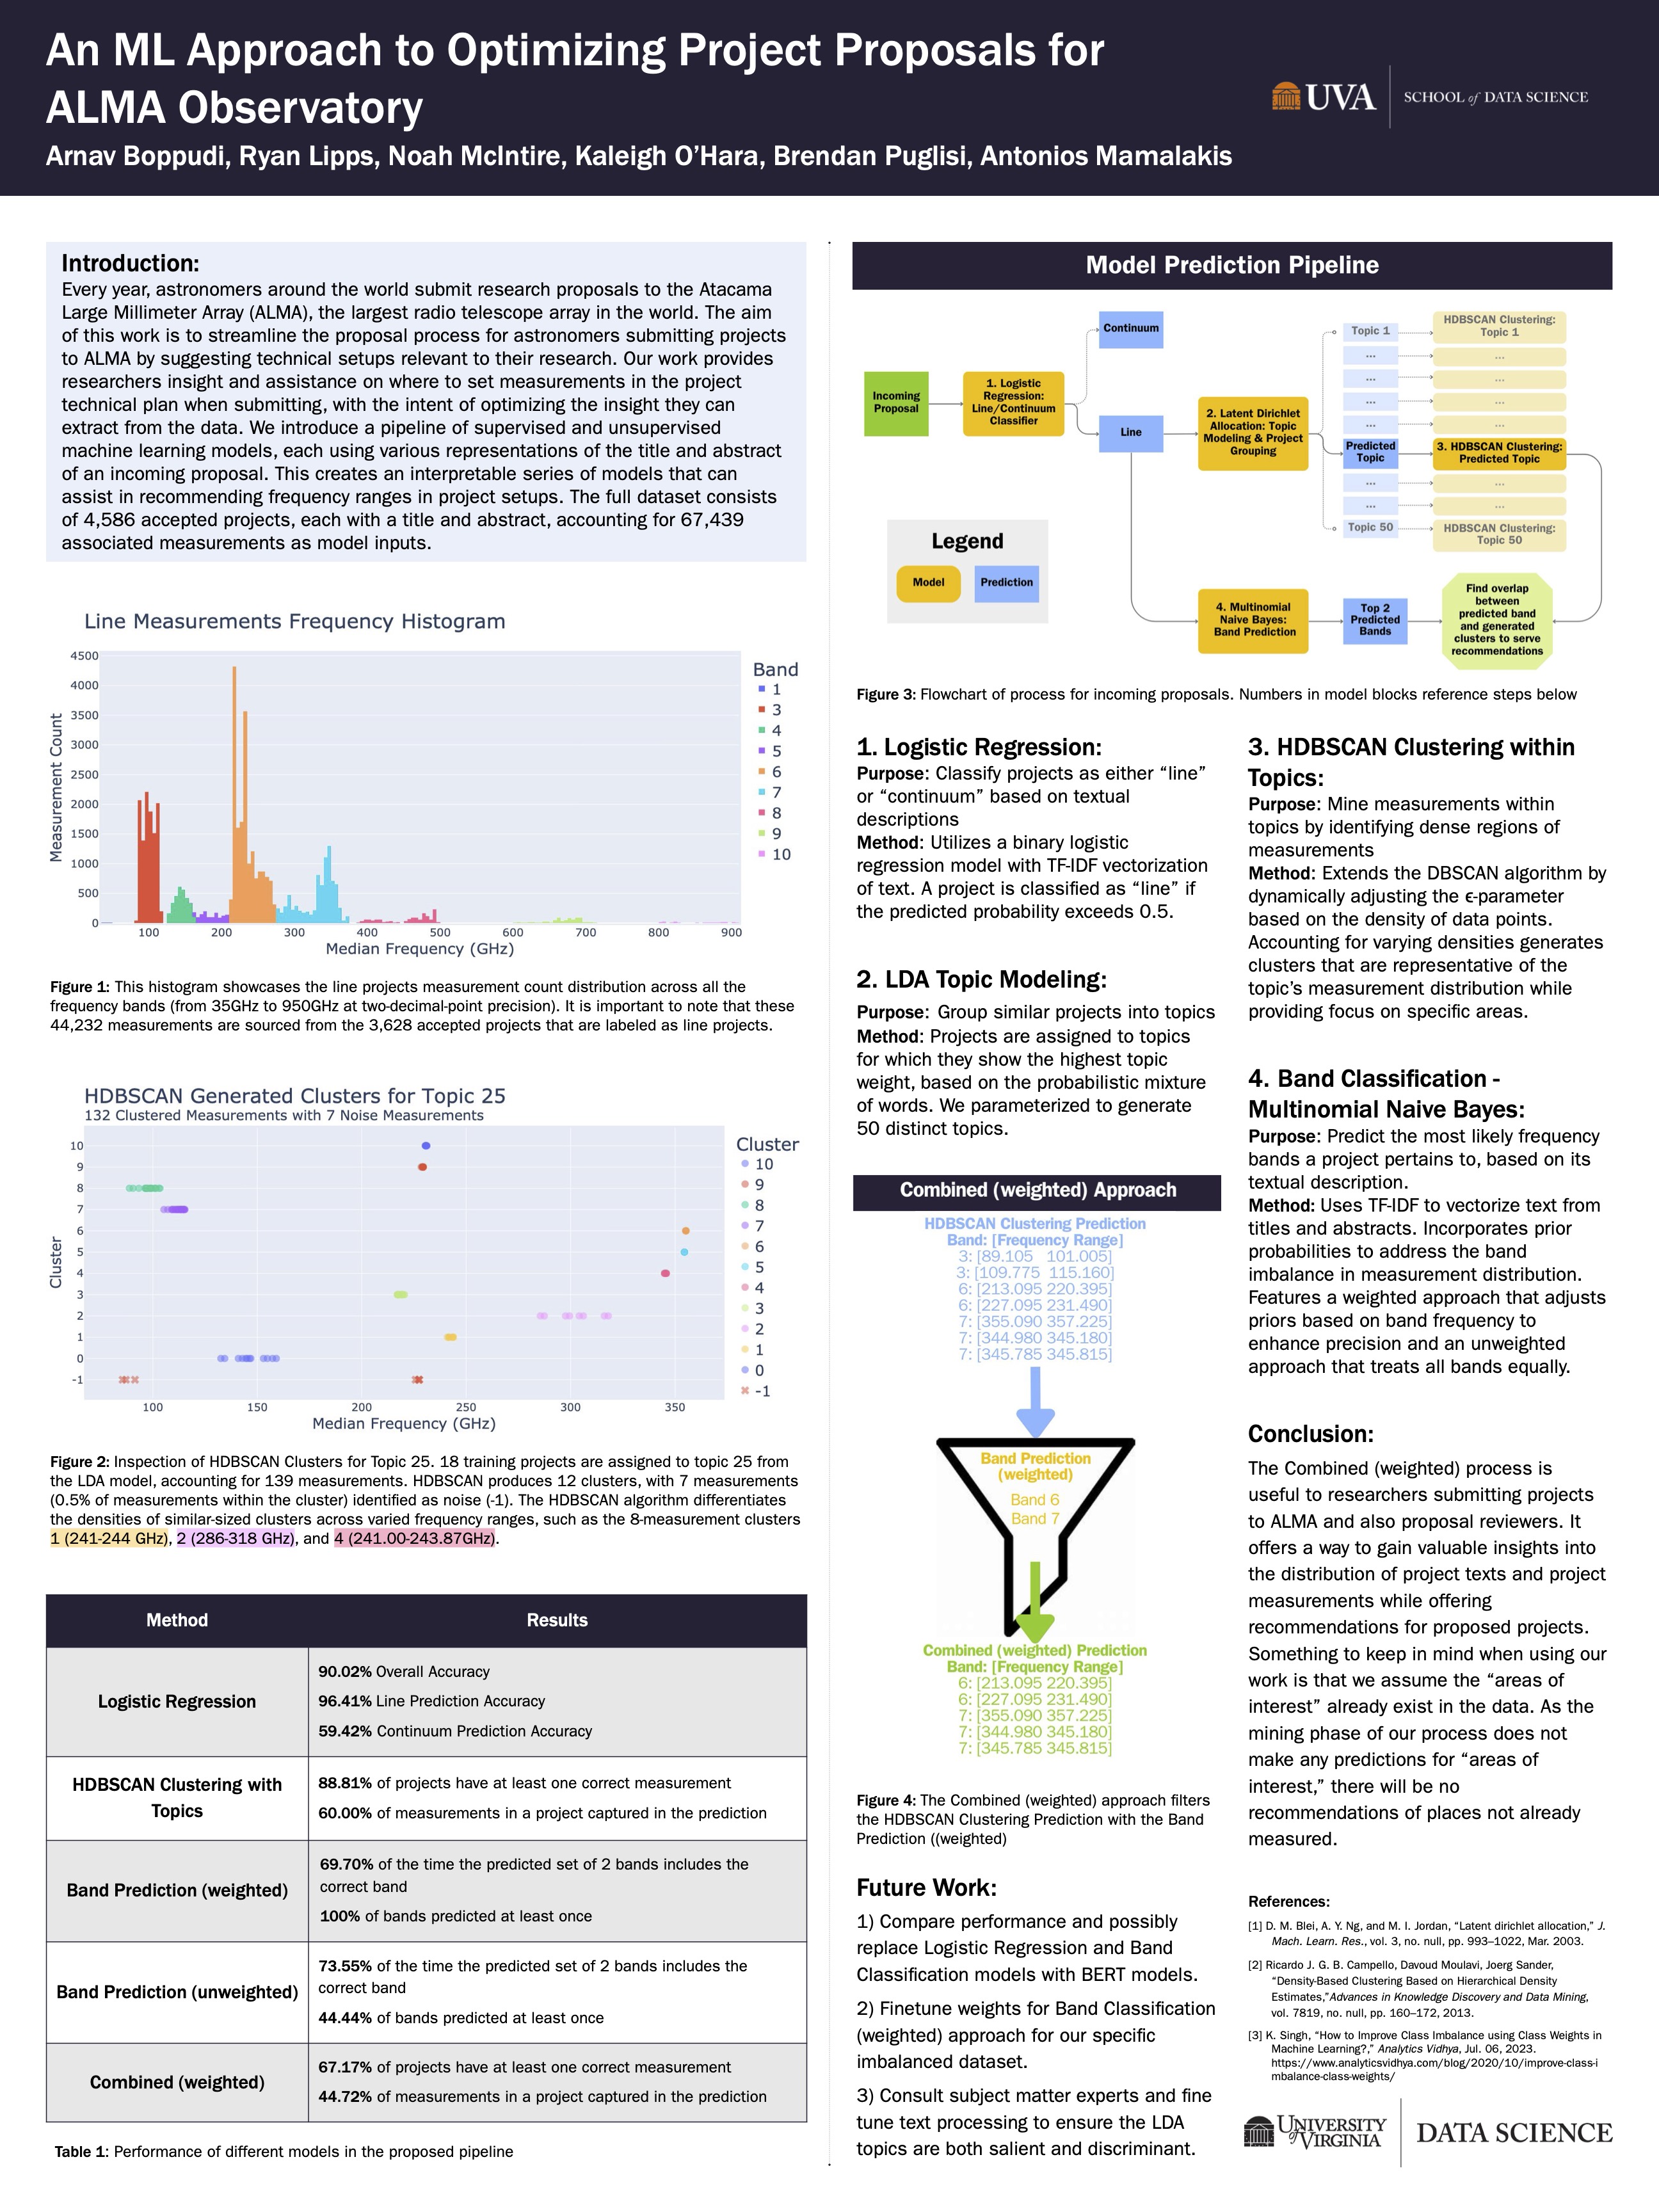 An ML Approach to Optimizing Project Proposals for
ALMA Observatory
Arnav Boppudi, Ryan Lipps, Noah McIntire, Kaleigh O’Hara, Brendan Puglisi, Antonios Mamalakis
UVA
SCHOOL of DATA SCIENCE
Introduction:
Every year, astronomers around the world submit research proposals to the Atacama
Large Millimeter Array (ALMA), the largest radio telescope array in the world. The aim
of this work is to streamline the proposal process for astronomers submitting projects
to ALMA by suggesting technical setups relevant to their research. Our work provides
researchers insight and assistance on where to set measurements in the project
technical plan when submitting, with the intent of optimizing the insight they can
extract from the data. We introduce a pipeline of supervised and unsupervised
machine learning models, each using various representations of the title and abstract
of an incoming proposal. This creates an interpretable series of models that can
assist in recommending frequency ranges in project setups. The full dataset consists
of 4,586 accepted projects, each with a title and abstract, accounting for 67,439
associated measurements as model inputs.
Line Measurements Frequency Histogram
Measurement Count
4500
4000
3500
3000
2500
2000
1500
1000
500
0
100
200
300
400
500
600
700
800
900
Median Frequency (GHz)
Band
1
3
4
5
6
7
8
9
10
Figure 1: This histogram showcases the line projects measurement count distribution across all the
frequency bands (from 35GHz to 950GHz at two-decimal-point precision). It is important to note that these
44,232 measurements are sourced from the 3,628 accepted projects that are labeled as line projects.
HDBSCAN Generated Clusters for Topic 25
132 Clustered Measurements with 7 Noise Measurements
Cluster
10
9
8
7
6
5
4
3
2
1
0
-1
100
150
200
250
300
350
Median Frequency (GHz)
Cluster
10
9
8
7
6
5
4
3
2
1
0
-1
Figure 2: Inspection of HDBSCAN Clusters for Topic 25. 18 training projects are assigned to topic 25 from
the LDA model, accounting for 139 measurements. HDBSCAN produces 12 clusters, with 7 measurements
(0.5% of measurements within the cluster) identified as noise (-1). The HDBSCAN algorithm differentiates
the densities of similar-sized clusters across varied frequency ranges, such as the 8-measurement clusters
1 (241-244 GHz), 2 (286-318 GHz), and 4 (241.00-243.87GHz).
Method
Results
Logistic Regression
90.02% Overall Accuracy
96.41% Line Prediction Accuracy
59.42% Continuum Prediction Accuracy
HDBSCAN Clustering with
Topics
88.81% of projects have at least one correct measurement
60.00% of measurements in a project captured in the prediction
Band Prediction (weighted)
69.70% of the time the predicted set of 2 bands includes the
correct band
100% of bands predicted at least once
Band Prediction (unweighted)
73.55% of the time the predicted set of 2 bands includes the
correct band
44.44% of bands predicted at least once
Combined (weighted)
67.17% of projects have at least one correct measurement
44.72% of measurements in a project captured in the prediction
Table 1: Performance of different models in the proposed pipeline
Model Prediction Pipeline
Incoming
Proposal
1. Logistic
Regression:
Line/Continuum
Classifier
Continuum
Line
2. Latent Dirichlet
Allocation: Topic
Modeling & Project
Grouping
Topic 1
...
...
...
...
Predicted
Topic
...
...
Topic 50
HDBSCAN Clustering:
Topic 1
...
...
...
...
3. HDBSCAN Clustering:
Predicted Topic
...
...
HDBSCAN Clustering:
Topic 50
Legend
Model
Prediction
4. Multinomial
Naive Bayes:
Band Prediction
Top 2
Predicted
Bands
Find overlap
between
predicted band
and generated
clusters to serve
recommendations
Figure 3: Flowchart of process for incoming proposals. Numbers in model blocks reference steps below
1. Logistic Regression:
Purpose: Classify projects as either “line”
or “continuum” based on textual
descriptions
Method: Utilizes a binary logistic
regression model with TF-IDF vectorization
of text. A project is classified as “line” if
the predicted probability exceeds 0.5.
2. LDA Topic Modeling:
Purpose: Group similar projects into topics
Method: Projects are assigned to topics
for which they show the highest topic
weight, based on the probabilistic mixture
of words. We parameterized to generate
50 distinct topics.
Combined (weighted) Approach
HDBSCAN Clustering Prediction
Band: [Frequency Range]
3: [89.105 101.005]
3: [109.775 115.160]
6: [213.095 220.395]
6: [227.095 231.490]
7: [355.090 357.225]
7: [344.980 345.180]
7: [345.785 345.815]
Band Prediction
(weighted)
Band 6
Band 7
Combined (weighted) Prediction
Band: [Frequency Range]
6: [213.095 220.395]
6: [227.095 231.490]
7: [355.090 357.225]
7: [344.980 345.180]
7: [345.785 345.815]
Figure 4: The Combined (weighted) approach filters
the HDBSCAN Clustering Prediction with the Band
Prediction ((weighted)
Future Work:
1) Compare performance and possibly
replace Logistic Regression and Band
Classification models with BERT models.
2) Finetune weights for Band Classification
(weighted) approach for our specific
imbalanced dataset.
3) Consult subject matter experts and fine
tune text processing to ensure the LDA
topics are both salient and discriminant.
3. HDBSCAN Clustering within
Topics:
Purpose: Mine measurements within
topics by identifying dense regions of
measurements
Method: Extends the DBSCAN algorithm by
dynamically adjusting the ϵ-parameter
based on the density of data points.
Accounting for varying densities generates
clusters that are representative of the
topic’s measurement distribution while
providing focus on specific areas.
4. Band Classification -
Multinomial Naive Bayes:
Purpose: Predict the most likely frequency
bands a project pertains to, based on its
textual description.
Method: Uses TF-IDF to vectorize text from
titles and abstracts. Incorporates prior
probabilities to address the band
imbalance in measurement distribution.
Features a weighted approach that adjusts
priors based on band frequency to
enhance precision and an unweighted
approach that treats all bands equally.
Conclusion:
The Combined (weighted) process is
useful to researchers submitting projects
to ALMA and also proposal reviewers. It
offers a way to gain valuable insights into
the distribution of project texts and project
measurements while offering
recommendations for proposed projects.
Something to keep in mind when using our
work is that we assume the “areas of
interest” already exist in the data. As the
mining phase of our process does not
make any predictions for “areas of
interest,” there will be no
recommendations of places not already
measured.
References:
[1] D. M. Blei, A. Y. Ng, and M. I. Jordan, “Latent dirichlet allocation,” J.
Mach. Learn. Res., vol. 3, no. null, pp. 993–1022, Mar. 2003.
[2] Ricardo J. G. B. Campello, Davoud Moulavi, Joerg Sander,
“Density-Based Clustering Based on Hierarchical Density
Estimates,”Advances in Knowledge Discovery and Data Mining,
vol. 7819, no. null, pp. 160–172, 2013.
[3] K. Singh, “How to Improve Class Imbalance using Class Weights in
Machine Learning?,” Analytics Vidhya, Jul. 06, 2023.
https://www.analyticsvidhya.com/blog/2020/10/improve-class-i
mbalance-class-weights/
UNIVERSITY
of VIRGINIA
DATA SCIENCE